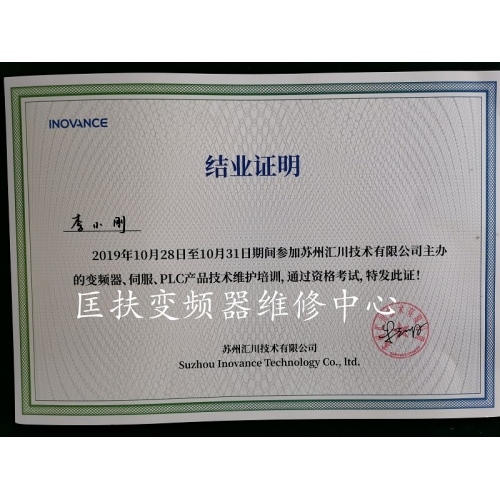 INOVANCE
结业证明
李小刚
2019年10月28日至10月31日期间参加苏州汇川技术有限公司主办
的变频器、伺服、PLC产品技术维护培训, 通过资格考试, 特发此证!
匡扶变频器维修中心
苏州汇川技术有限公司
Suzhou Inovance Technology Co., ltd.